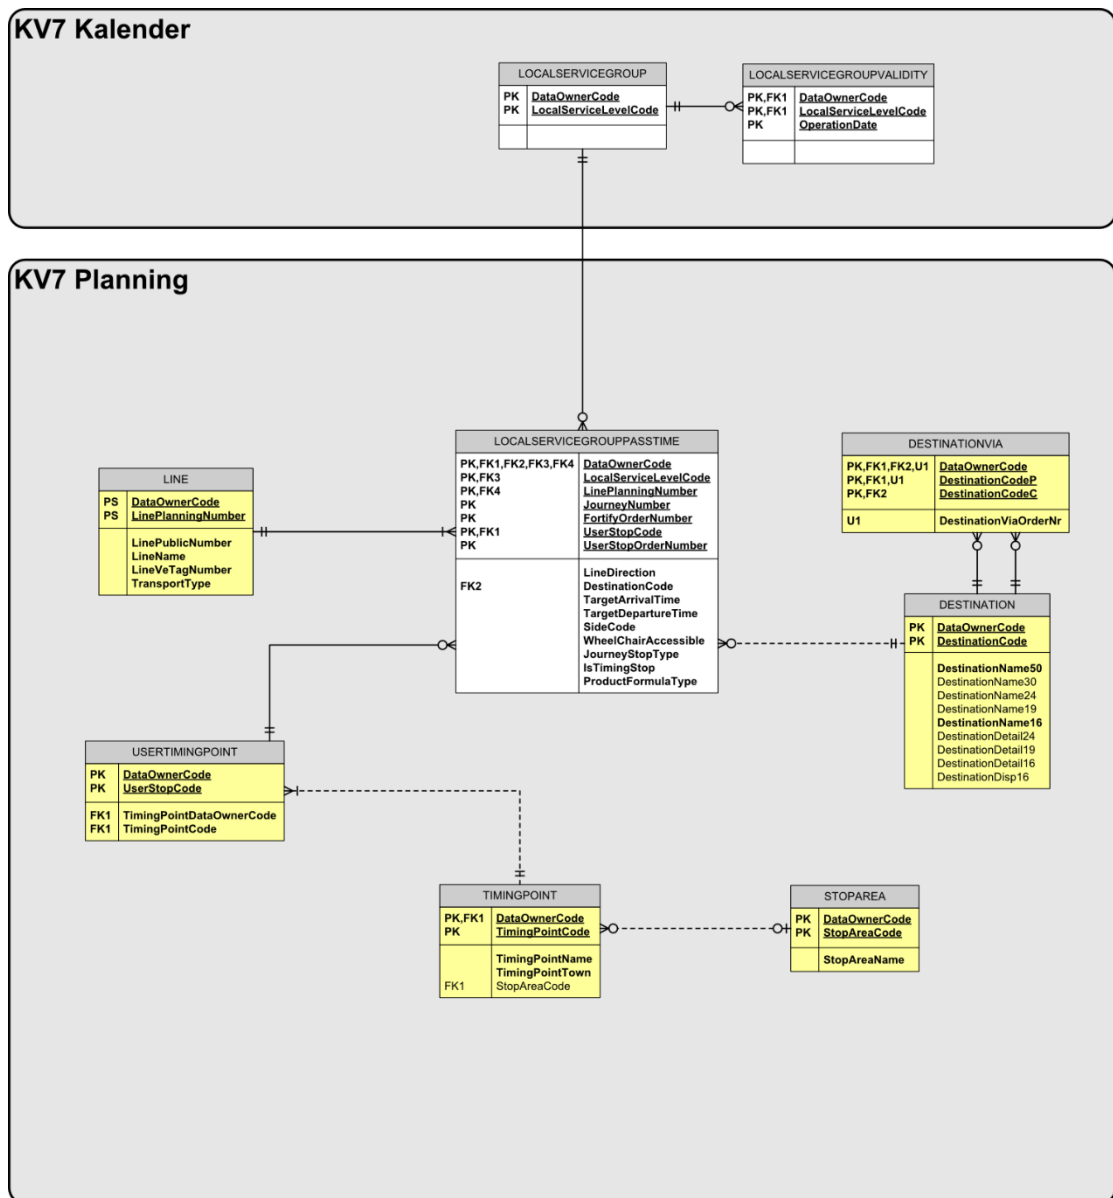 KV7 Kalender
LOCALSERVICEGROUP
PK DataOwnerCode
PK LocalServiceLevelCode
LOCALSERVICEGROUPVALIDITY
PK,FK1 DataOwnerCode
PK,FK1 LocalServiceLevelCode
PK OperationDate
KV7 Planning
LOCALSERVICEGROUPPASSTIME
PK,FK1,FK2,FK3,FK4 DataOwnerCode
PK,FK3 LocalServiceLevelCode
PK,FK4 LinePlanningNumber
PK JourneyNumber
PK FortifyOrderNumber
PK,FK1 UserStopCode
PK UserStopOrderNumber
LineDirection
FK2 DestinationCode
TargetArrivalTime
TargetDepartureTime
SideCode
WheelChairAccessible
JourneyStopType
IsTimingStop
ProductFormulaType
DESTINATIONVIA
PK,FK1,FK2,U1 DataOwnerCode
PK,FK1,U1 DestinationCodeP
PK,FK2 DestinationCodeC
U1 DestinationViaOrderNr
LINE
PS DataOwnerCode
PS LinePlanningNumber
LinePublicNumber
LineName
LineVeTagNumber
TransportType
DESTINATION
PK DataOwnerCode
PK DestinationCode
DestinationName50
DestinationName30
DestinationName24
DestinationName19
DestinationName16
DestinationDetail24
DestinationDetail19
DestinationDetail16
DestinationDisp16
USERTIMINGPOINT
PK DataOwnerCode
PK UserStopCode
FK1 TimingPointDataOwnerCode
FK1 TimingPointCode
TIMINGPOINT
PK,FK1 DataOwnerCode
PK TimingPointCode
TimingPointName
TimingPointTown
FK1 StopAreaCode
STOPAREA
PK DataOwnerCode
PK StopAreaCode
StopAreaName